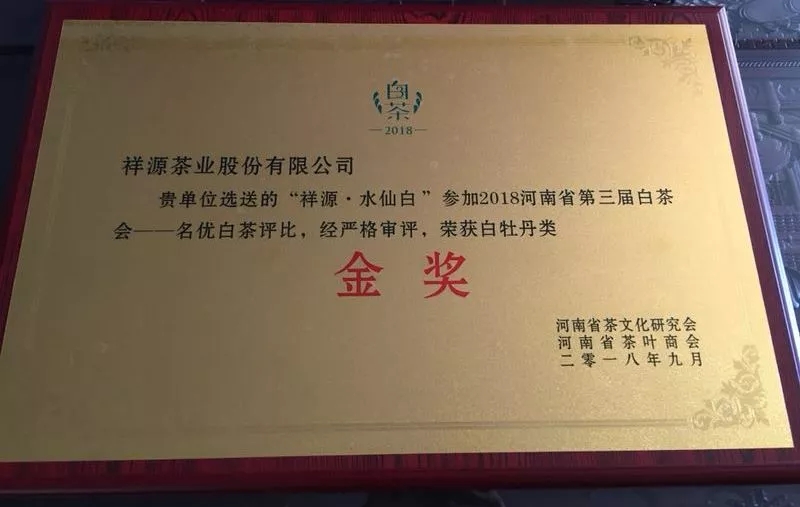 白茶
—2018—
祥源茶业股份有限公司
贵单位选送的“祥源·水仙白”参加2018河南省第三届白茶
会——名优白茶评比，经严格审评，荣获白牡丹类
金奖
河南省茶文化研究会
河南省茶叶商会
二零一八年九月